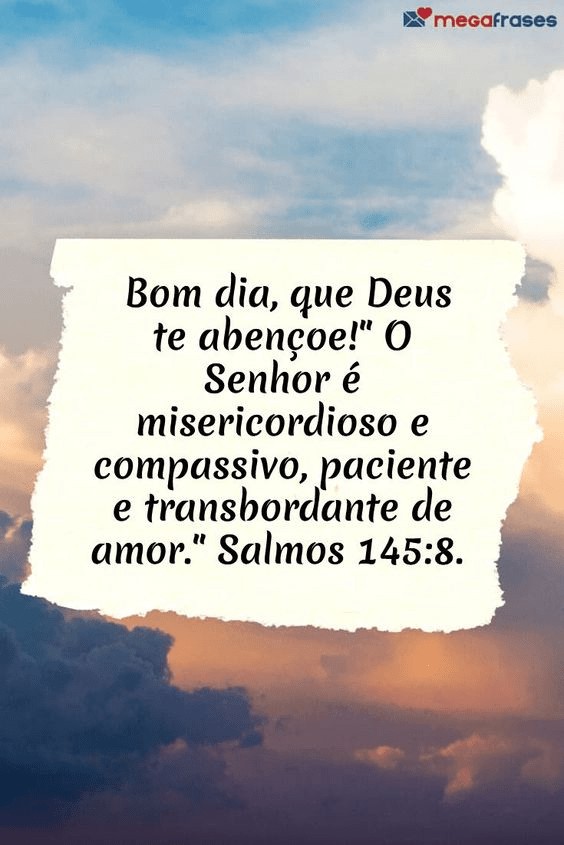 megafrases
Bom dia, que Deus
te abençoe!" O
Senhor é
misericordioso e
compassivo, paciente
e transbordante de
amor." Salmos 145:8.